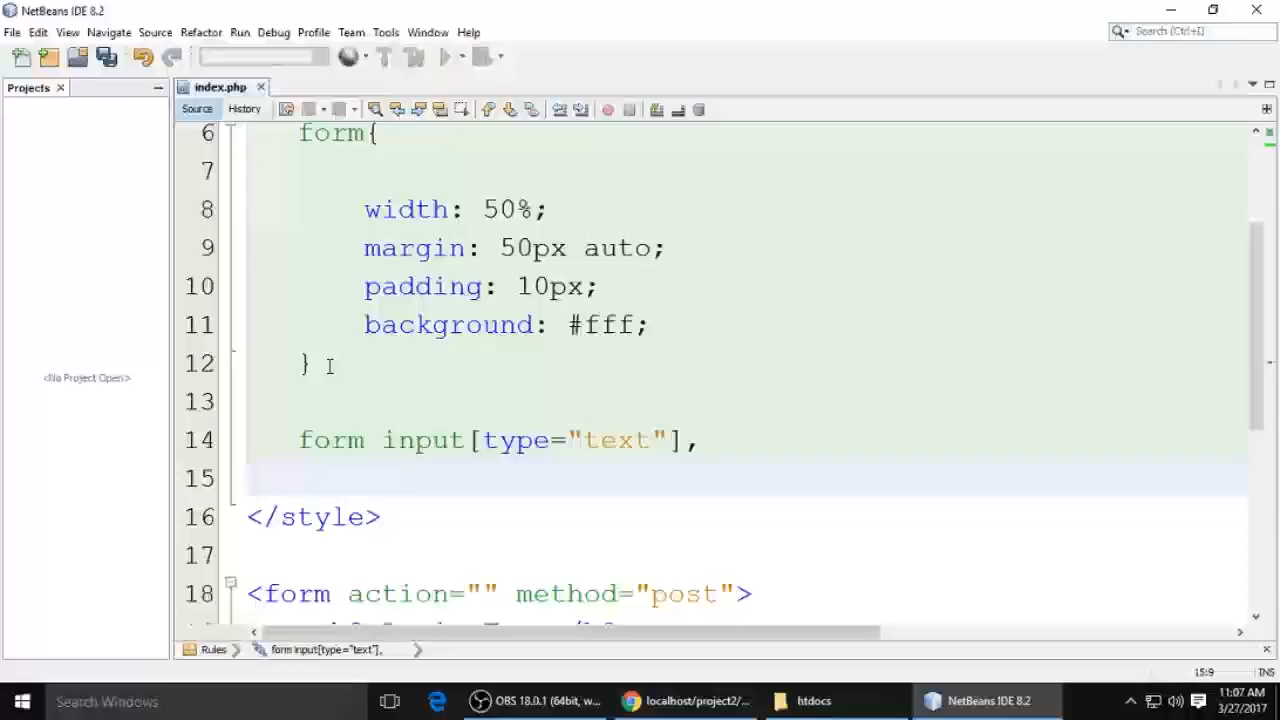 NetBeans IDE 8.2
File Edit View Navigate Source Refactor Run Debug Profile Team Tools Window Help
Search (Ctrl+I)
Projects
index.php
Source History
6 form{
7
8 width: 50%;
9 margin: 50px auto;
10 padding: 10px;
11 background: #fff;
12 }
<No Project Open>
13
14 form input[type="text"],
15
16 </style>
17
18 <form action="" method="post">
Rules form input[type="text"],
15:9 INS
Search Windows
OBS 18.0.1 (64bit, w...
localhost/project2/...
htdocs
NetBeans IDE 8.2
11:07 AM
3/27/2017